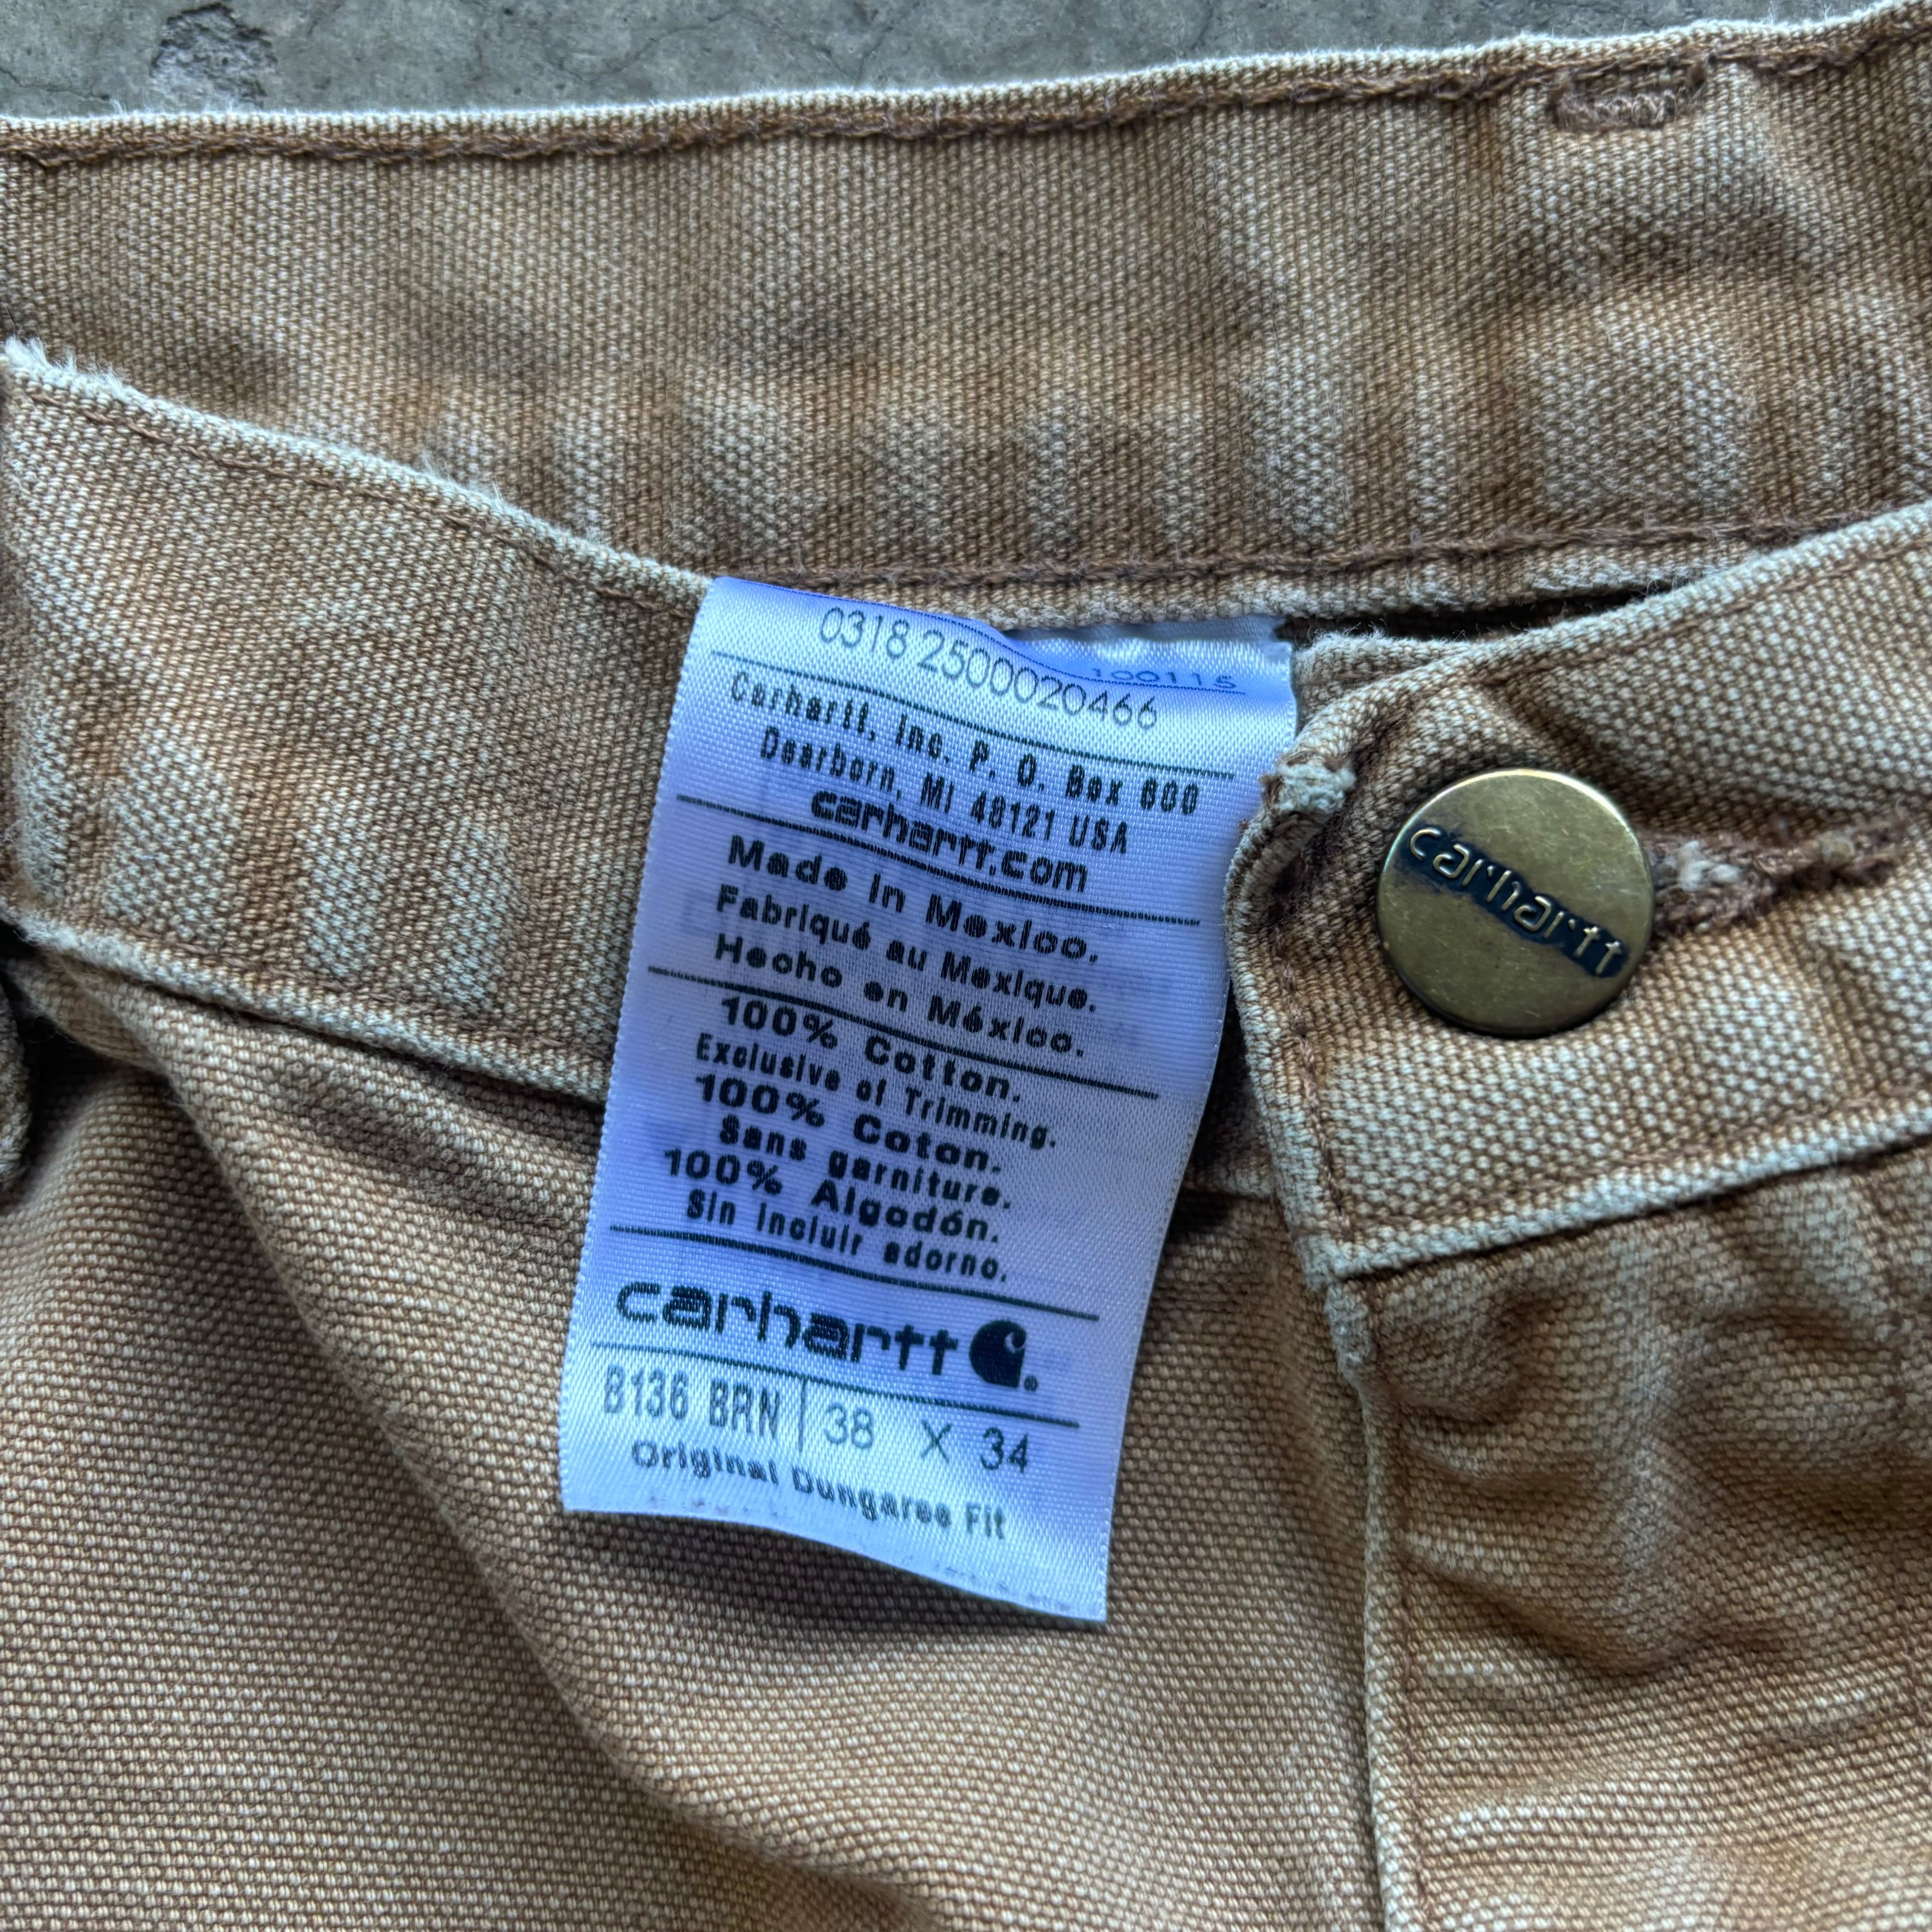 0318 2500020466
100115
Carhartt, Inc. P. O. Box 600
Dearborn, MI 48121 USA
carhartt.com
Made in Mexico.
Fabriqué au Mexique.
Hecho en México.
100% Cotton.
Exclusive of Trimming.
100% Coton.
Sans garniture.
100% Algodón.
Sin incluir adorno.
carhartt
B136 BRN | 38 X 34
Original Dungaree Fit
carhartt